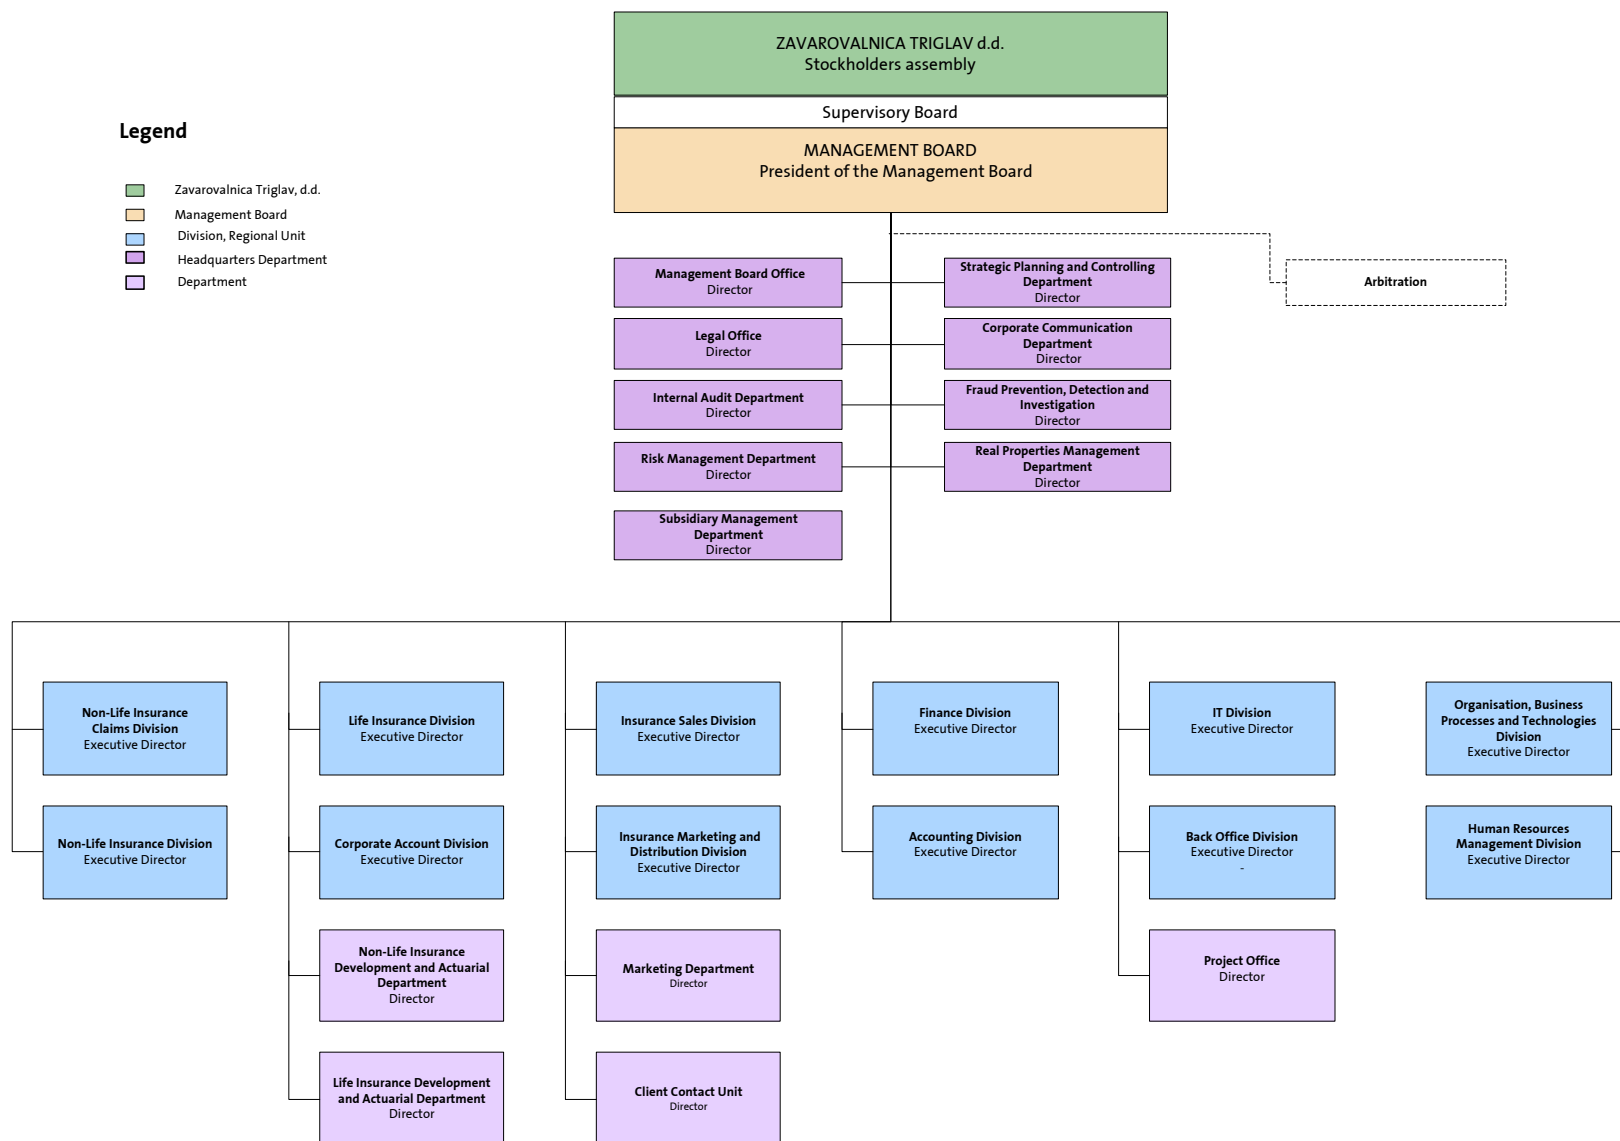 ZAVAROVALNICA TRIGLAV d.d.
Stockholders assembly
Supervisory Board
MANAGEMENT BOARD
President of the Management Board
Legend
Zavarovalnica Triglav, d.d.
Management Board
Division, Regional Unit
Headquarters Department
Department
Management Board Office
Director
Strategic Planning and Controlling
Department
Director
Arbitration
Legal Office
Director
Corporate Communication
Department
Director
Internal Audit Department
Director
Fraud Prevention, Detection and
Investigation
Director
Risk Management Department
Director
Real Properties Management
Department
Director
Subsidiary Management
Department
Director
Non-Life Insurance
Claims Division
Executive Director
Life Insurance Division
Executive Director
Insurance Sales Division
Executive Director
Finance Division
Executive Director
IT Division
Executive Director
Organisation, Business
Processes and Technologies
Division
Executive Director
Non-Life Insurance Division
Executive Director
Corporate Account Division
Executive Director
Insurance Marketing and
Distribution Division
Executive Director
Accounting Division
Executive Director
Back Office Division
Executive Director
-
Human Resources
Management Division
Executive Director
Non-Life Insurance
Development and Actuarial
Department
Director
Marketing Department
Director
Project Office
Director
Life Insurance Development
and Actuarial Department
Director
Client Contact Unit
Director